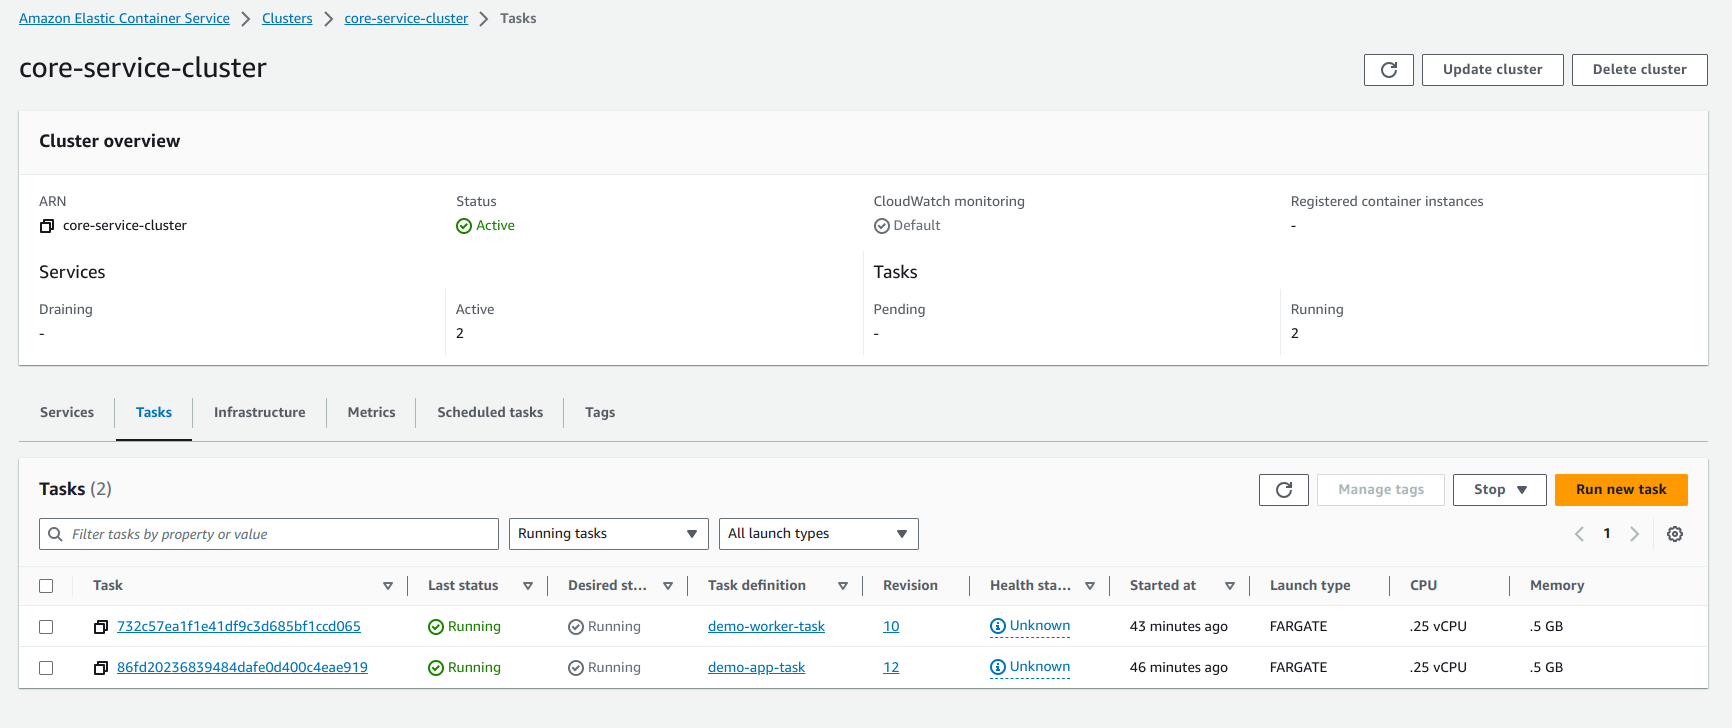 Amazon Elastic Container Service > Clusters > core-service-cluster > Tasks
core-service-cluster
Update cluster Delete cluster
Cluster overview
ARN Status CloudWatch monitoring Registered container instances
core-service-cluster Active Default -
Services Tasks
Draining Active Pending Running
- 2 - 2
Services Tasks Infrastructure Metrics Scheduled tasks Tags
Tasks (2) Manage tags Stop Run new task
Filter tasks by property or value Running tasks All launch types 1
Task Last status Desired st... Task definition Revision Health sta... Started at Launch type CPU Memory
732c57ea1f1e41df9c3d685bf1ccd065 Running Running demo-worker-task 10 Unknown 43 minutes ago FARGATE .25 vCPU .5 GB
86fd20236839484dafe0d400c4eae919 Running Running demo-app-task 12 Unknown 46 minutes ago FARGATE .25 vCPU .5 GB